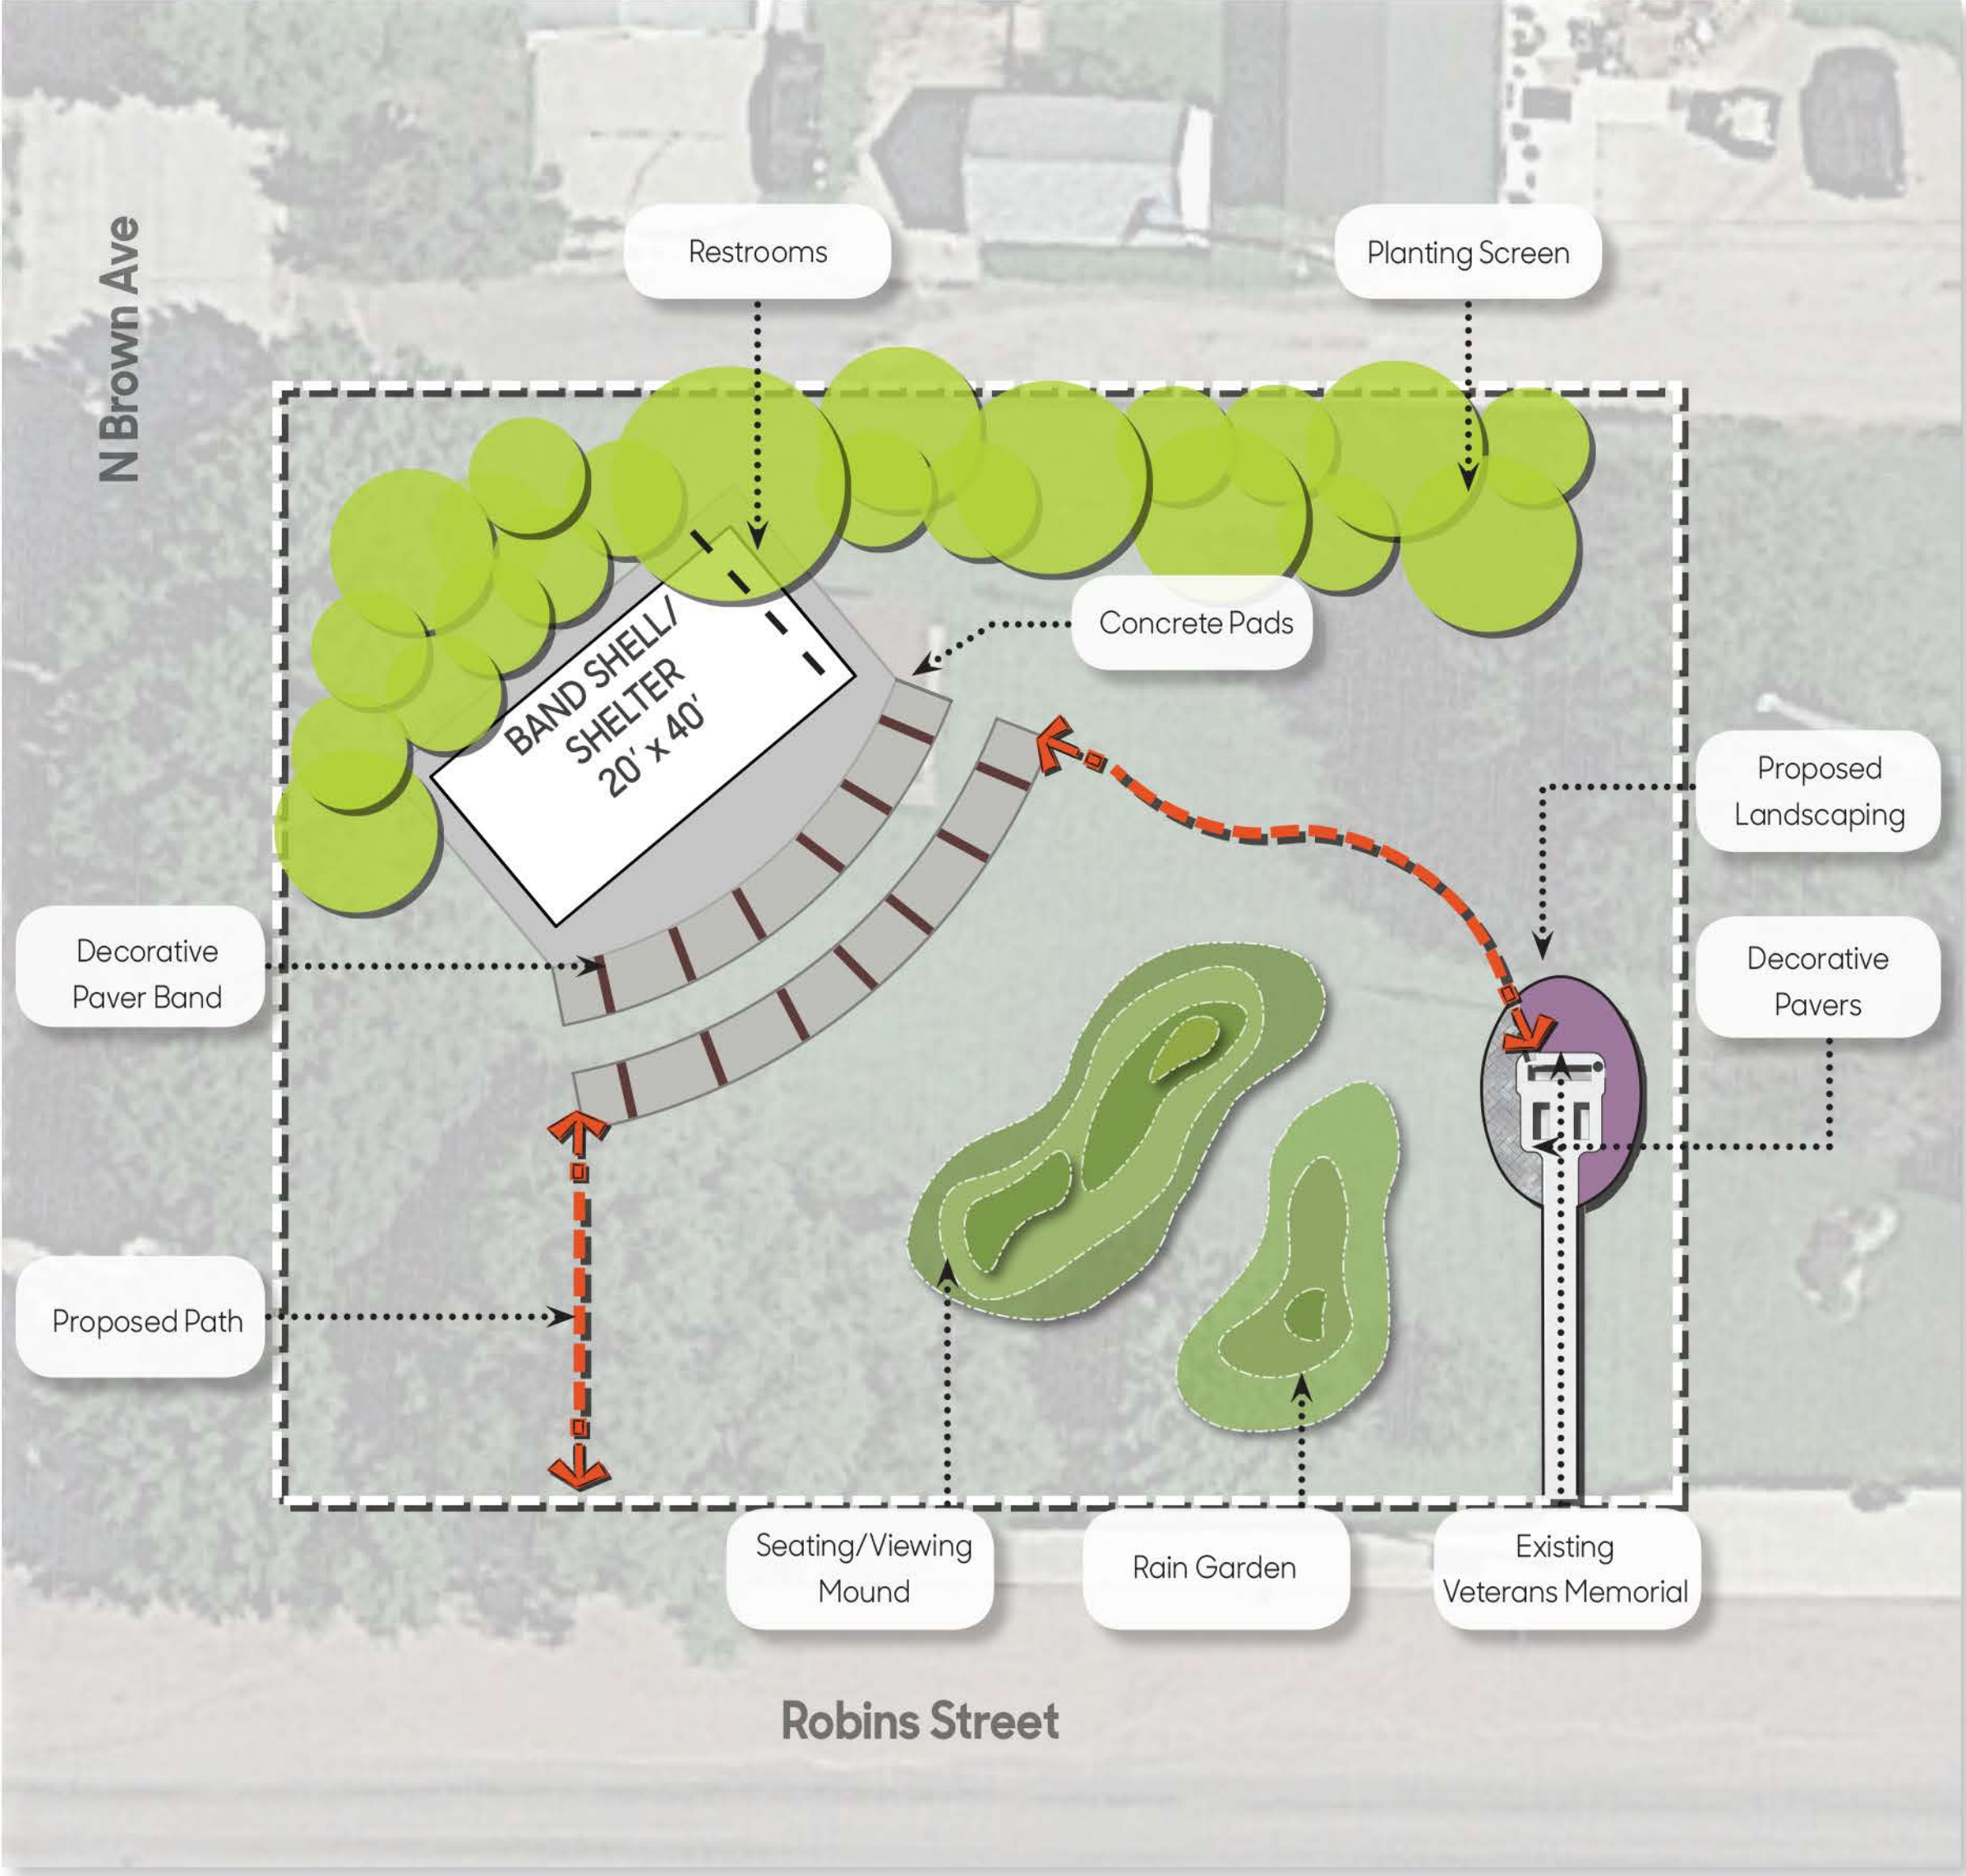 N Brown Ave
Restrooms
Planting Screen
BAND SHELL/
SHELTER
20' x 40'
Concrete Pads
Proposed
Landscaping
Decorative
Paver Band
Decorative
Pavers
Proposed Path
Seating/Viewing
Mound
Rain Garden
Existing
Veterans Memorial
Robins Street